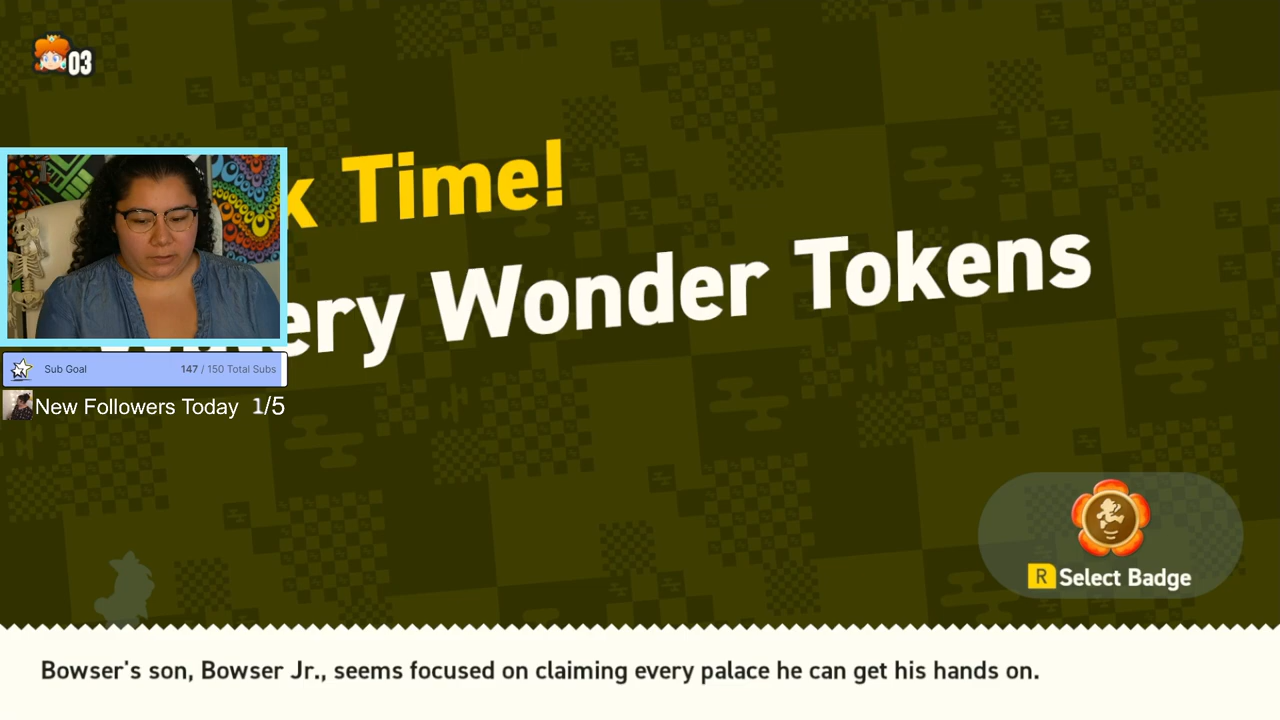 03
Time!
Wonder Tokens
Sub Goal 147 / 150 Total Subs
New Followers Today 1/5
R Select Badge
Bowser's son, Bowser Jr., seems focused on claiming every palace he can get his hands on.